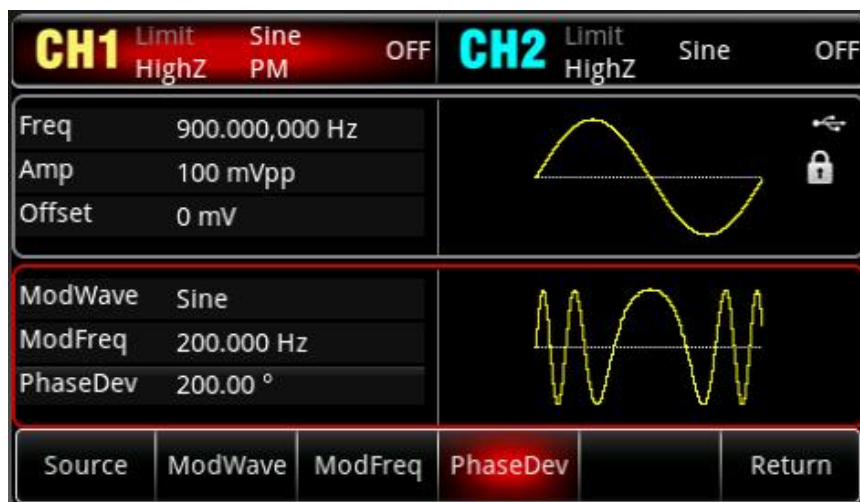 CH1 Limit Sine OFF CH2 Limit Sine OFF
HighZ PM HighZ
Freq 900.000,000 Hz
Amp 100 mVpp
Offset 0 mV
ModWave Sine
ModFreq 200.000 Hz
PhaseDev 200.00 °
Source ModWave ModFreq PhaseDev Return